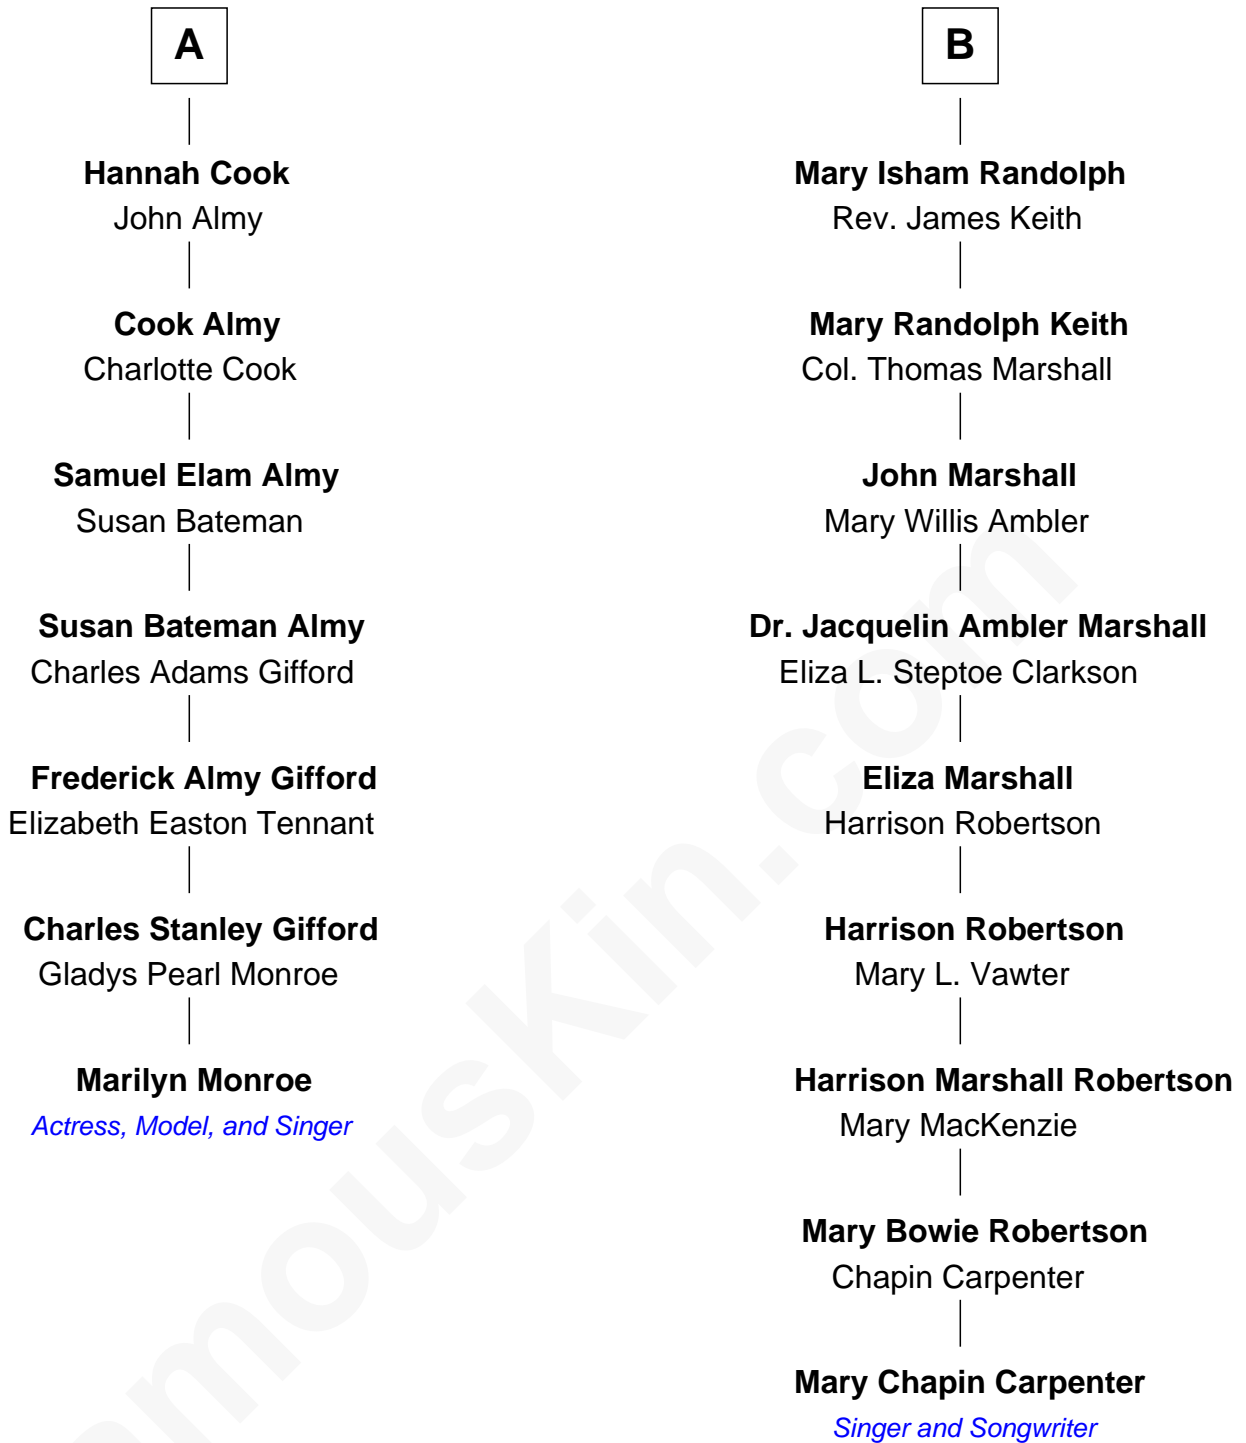 A
Hannah Cook
John Almy
Cook Almy
Charlotte Cook
Samuel Elam Almy
Susan Bateman
Susan Bateman Almy
Charles Adams Gifford
Frederick Almy Gifford
Elizabeth Easton Tennant
Charles Stanley Gifford
Gladys Pearl Monroe
Marilyn Monroe
Actress, Model, and Singer
B
Mary Isham Randolph
Rev. James Keith
Mary Randolph Keith
Col. Thomas Marshall
John Marshall
Mary Willis Ambler
Dr. Jacquelin Ambler Marshall
Eliza L. Steptoe Clarkson
Eliza Marshall
Harrison Robertson
Harrison Robertson
Mary L. Vawter
Harrison Marshall Robertson
Mary MacKenzie
Mary Bowie Robertson
Chapin Carpenter
Mary Chapin Carpenter
Singer and Songwriter
amousKin.com